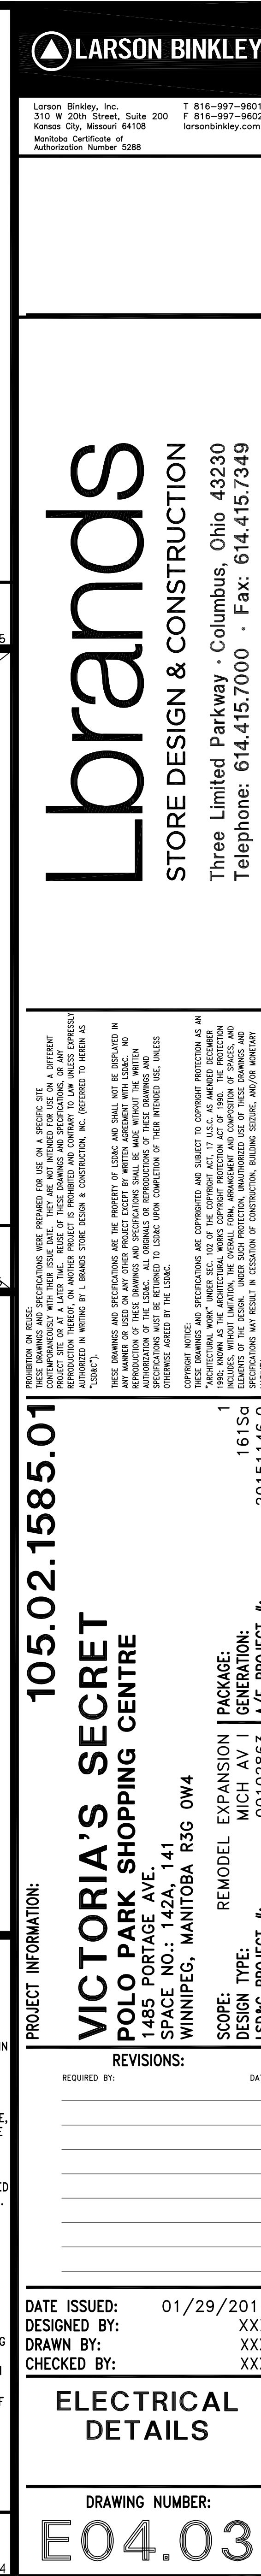 LARSON BINKLEY
Larson Binkley, Inc.
310 W 20th Street, Suite 200
Kansas City, Missouri 64108
T 816-997-9601
F 816-997-9602
larsonbinkley.com
Manitoba Certificate of
Authorization Number 5288
Lbrands
STORE DESIGN & CONSTRUCTION
Three Limited Parkway • Columbus, Ohio 43230
Telephone: 614.415.7000 • Fax: 614.415.7349
PROHIBITION ON REUSE:
THESE DRAWINGS AND SPECIFICATIONS WERE PREPARED FOR USE ON A SPECIFIC SITE
CONTEMPORANEOUSLY WITH THEIR ISSUE DATE. THEY ARE NOT INTENDED FOR USE ON A DIFFERENT
PROJECT SITE OR AT A LATER TIME. REUSE OF THESE DRAWINGS AND SPECIFICATIONS, OR ANY
REPRODUCTION THEREON, ON ANOTHER PROJECT IS PROHIBITED AND CONTRARY TO LAW UNLESS EXPRESSLY
AUTHORIZED IN WRITING BY L BRANDS STORE DESIGN AND CONSTRUCTION, INC. (REFERRED TO HEREIN AS
"LSD&C").
THESE DRAWINGS AND SPECIFICATIONS ARE THE PROPERTY OF LSD&C AND SHALL NOT BE DISPLAYED IN
ANY MANNER OR USED ON ANY OTHER PROJECT EXCEPT BY WRITTEN AGREEMENT WITH LSD&C. NO
REPRODUCTION OF THESE DRAWINGS AND SPECIFICATIONS SHALL BE MADE WITHOUT THE WRITTEN
AUTHORIZATION OF THE LSD&C. ALL ORIGINALS OR REPRODUCTIONS OF THESE DRAWINGS AND
SPECIFICATIONS MUST BE RETURNED TO LSD&C UPON COMPLETION OF THEIR INTENDED USE, UNLESS
OTHERWISE AGREED BY THE LSD&C.
COPYRIGHT NOTICE:
THESE DRAWINGS AND SPECIFICATIONS ARE COPYRIGHTED AND SUBJECT TO COPYRIGHT PROTECTION AS AN
"ARCHITECTURAL WORK" UNDER SEC. 102 OF THE COPYRIGHT ACT, 17 U.S.C. AS AMENDED DECEMBER
1990; KNOWN AS THE ARCHITECTURAL WORKS COPYRIGHT PROTECTION ACT OF 1990. THE PROTECTION
INCLUDES, WITHOUT LIMITATION, THE OVERALL FORM, ARRANGEMENT AND COMPOSITION OF SPACES, AND
ELEMENTS OF THE DESIGN. UNDER SUCH PROTECTION, UNAUTHORIZED USE OF THESE DRAWINGS AND
SPECIFICATIONS MAY RESULT IN CESSATION OF CONSTRUCTION, BUILDING SEIZURE, AND/OR MONETARY
PROJECT INFORMATION:
105.02.1585.01
VICTORIA'S SECRET
POLO PARK SHOPPING CENTRE
1485 PORTAGE AVE.
SPACE NO.: 142A, 141
WINNIPEG, MANITOBA R3G 0W4
SCOPE: REMODEL EXPANSION PACKAGE: 1
DESIGN TYPE: MICH AV I GENERATION: 161Sa
LSD&C PROJECT #: 00102863 A/E PROJECT #: 20151146.0
REVISIONS:
REQUIRED BY: DA
DATE ISSUED: 01/29/201
DESIGNED BY: XX
DRAWN BY: XX
CHECKED BY: XX
ELECTRICAL
DETAILS
DRAWING NUMBER:
E04.03